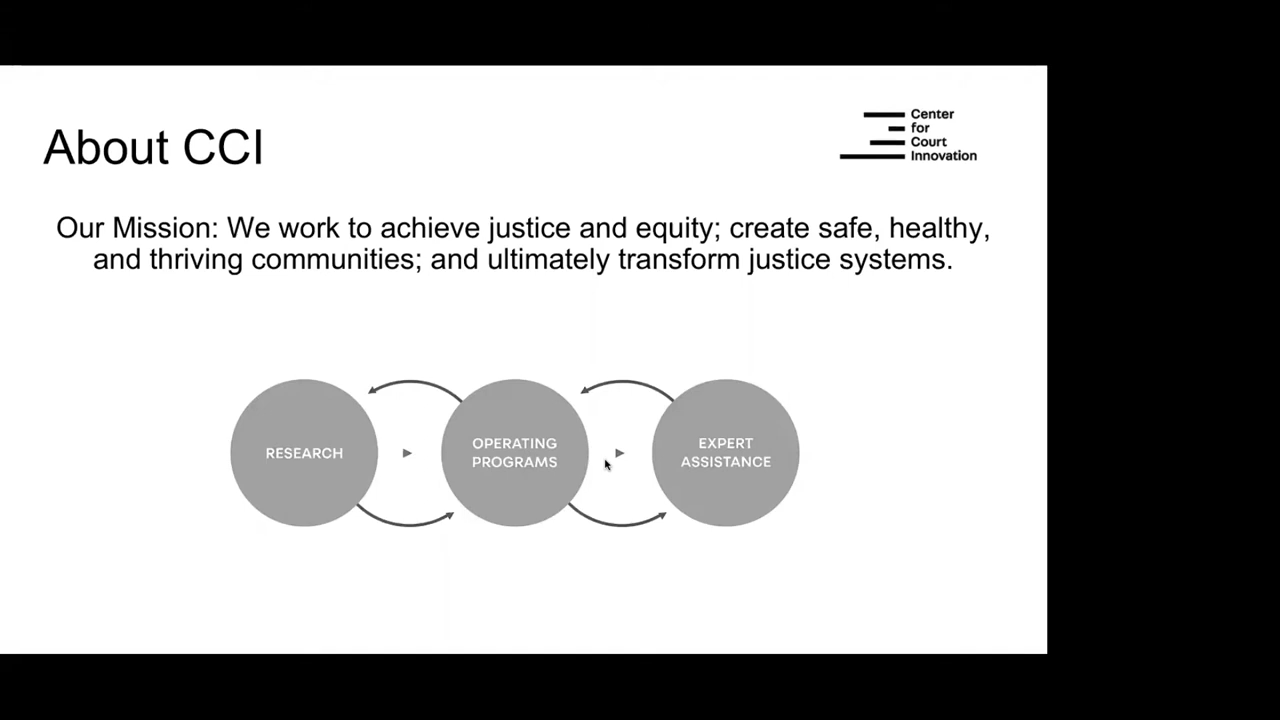 About CCI
Center
for
Court
Innovation
Our Mission: We work to achieve justice and equity; create safe, healthy,
and thriving communities; and ultimately transform justice systems.
RESEARCH
OPERATING
PROGRAMS
EXPERT
ASSISTANCE